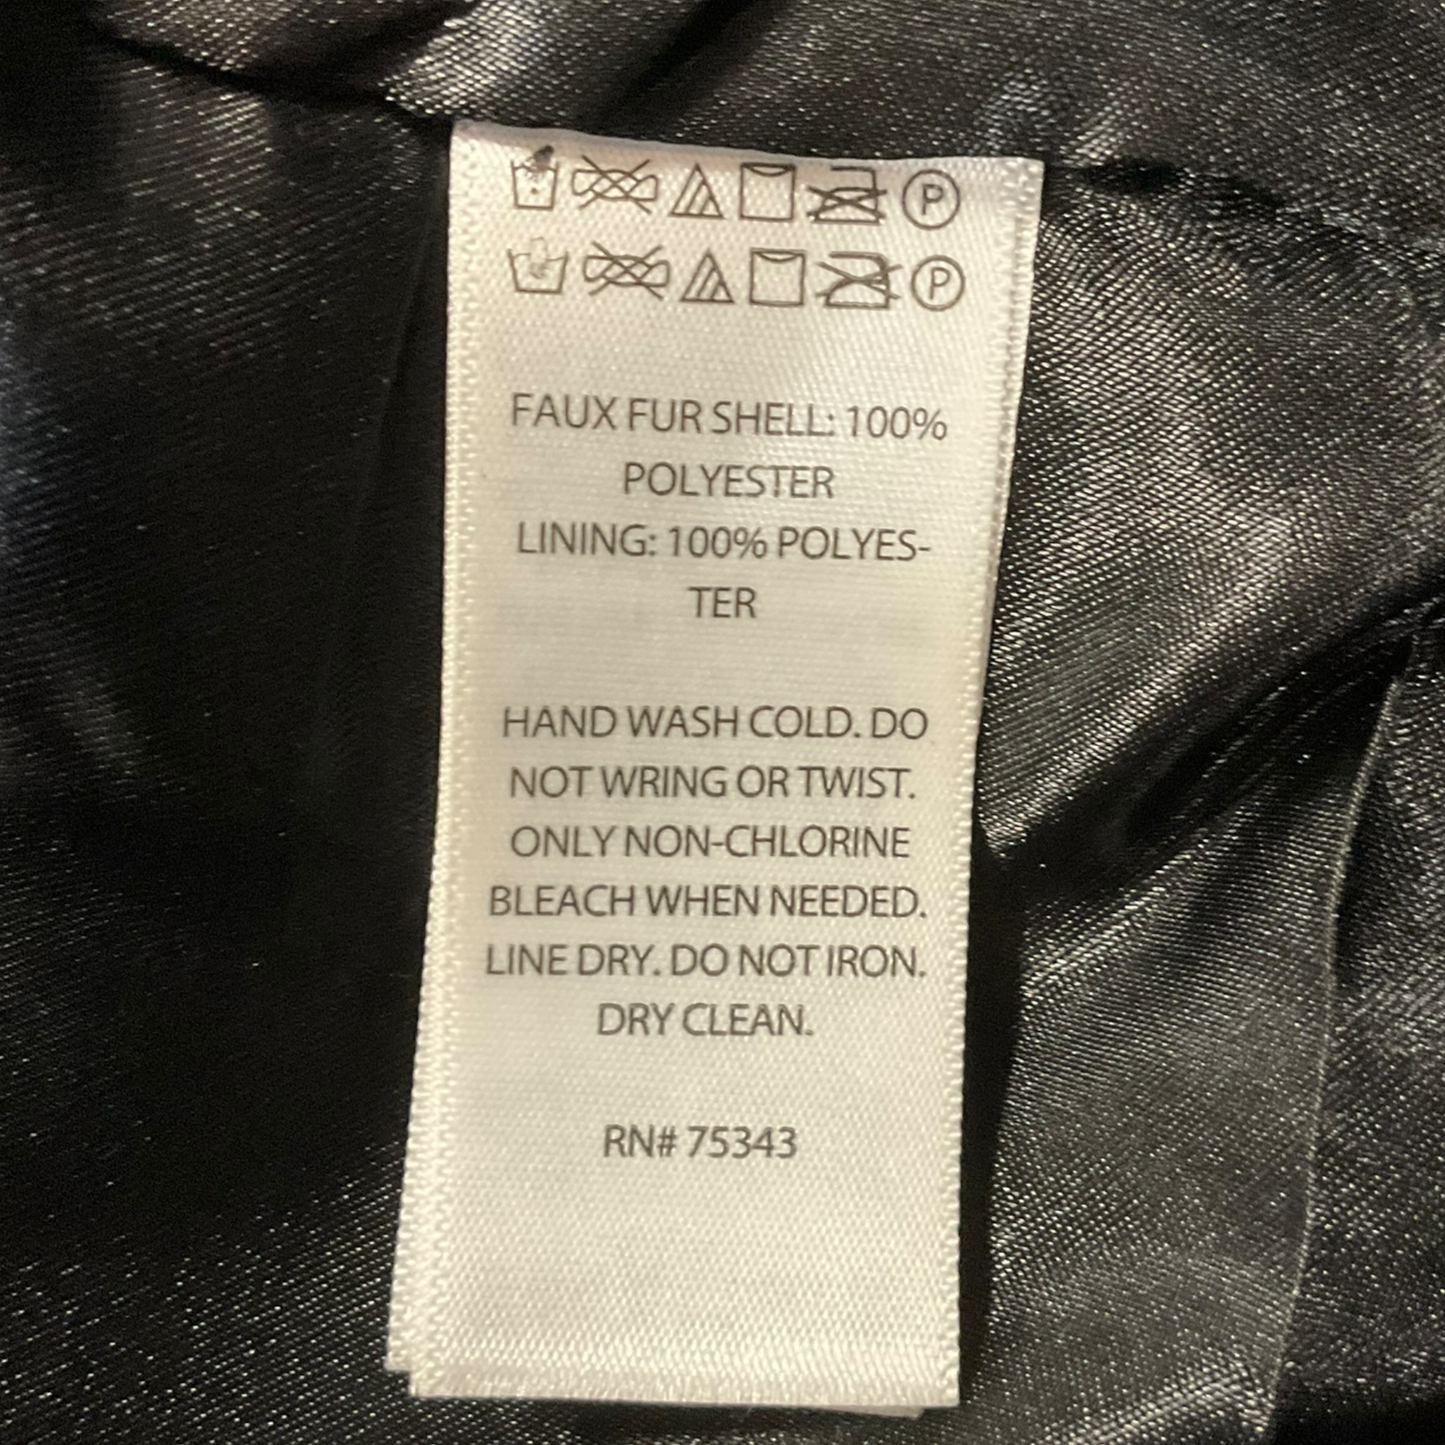 P
P
FAUX FUR SHELL: 100%
POLYESTER
LINING: 100% POLYES-
TER
HAND WASH COLD. DO
NOT WRING OR TWIST.
ONLY NON-CHLORINE
BLEACH WHEN NEEDED.
LINE DRY. DO NOT IRON.
DRY CLEAN.
RN# 75343